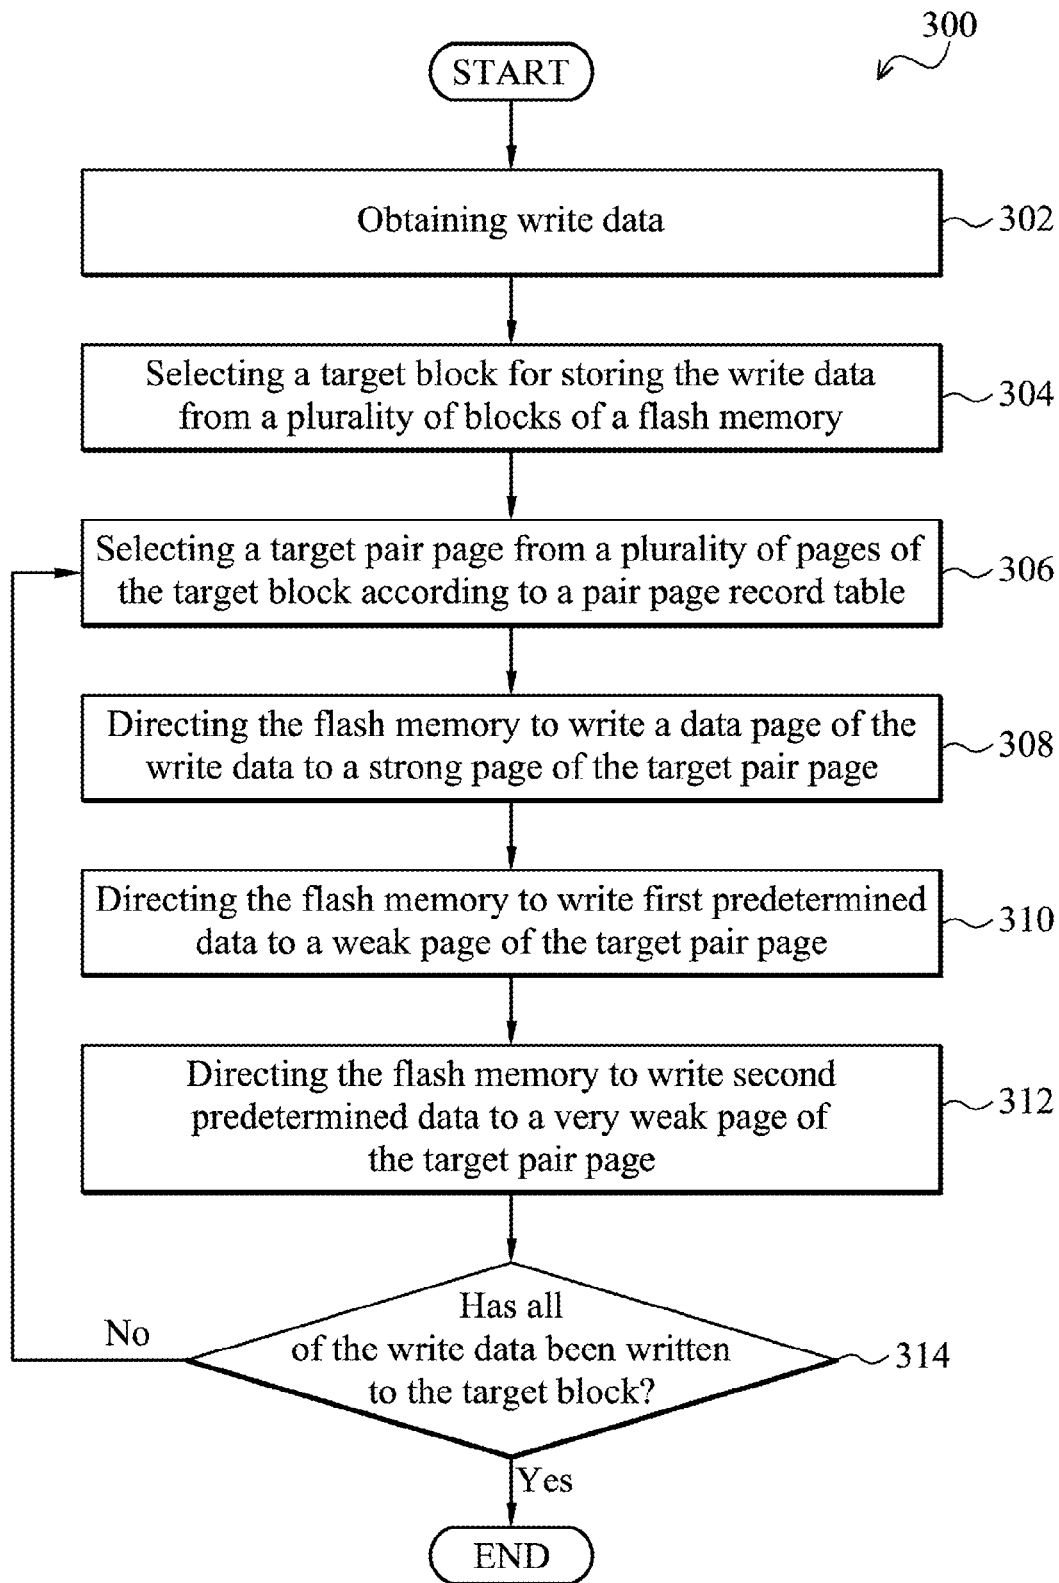 300
START
Obtaining write data
302
Selecting a target block for storing the write data
from a plurality of blocks of a flash memory
304
Selecting a target pair page from a plurality of pages of
the target block according to a pair page record table
306
Directing the flash memory to write a data page of the
write data to a strong page of the target pair page
308
Directing the flash memory to write first predetermined
data to a weak page of the target pair page
310
Directing the flash memory to write second
predetermined data to a very weak page of
the target pair page
312
Has all
of the write data been written
to the target block?
314
No
Yes
END